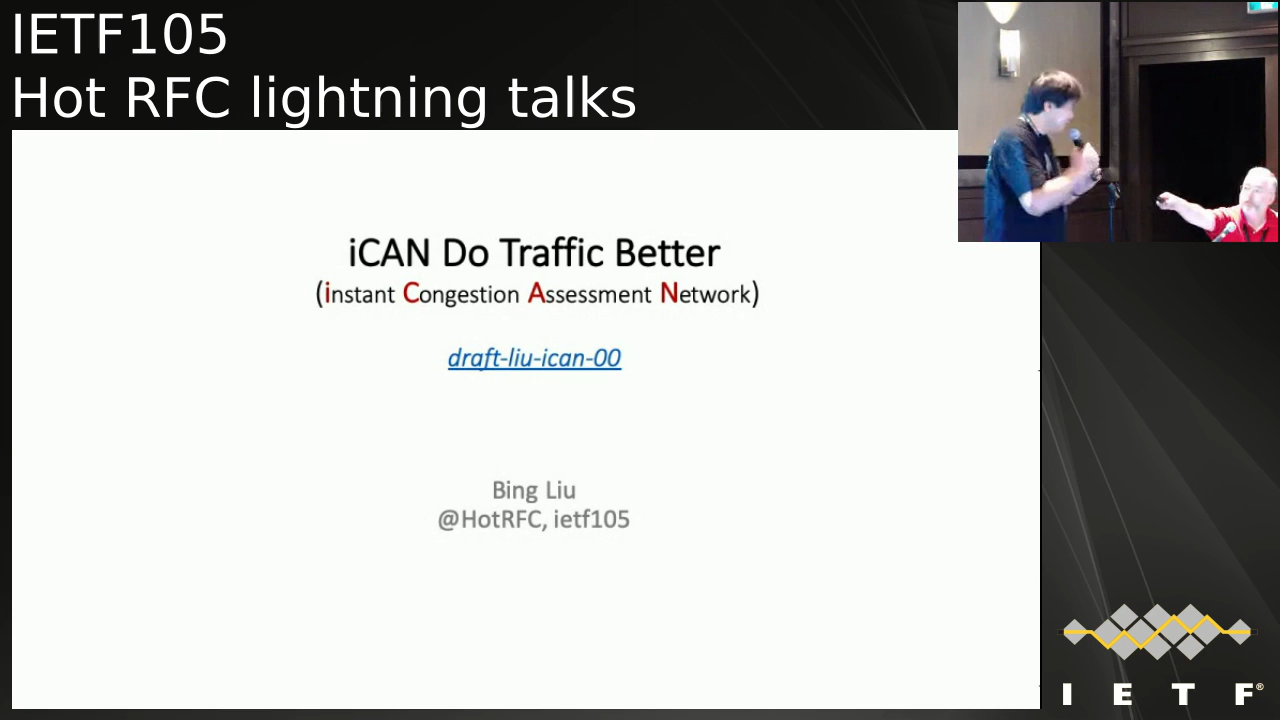 IETF105
Hot RFC lightning talks
iCAN Do Traffic Better
(instant Congestion Assessment Network)
draft-liu-ican-00
Bing Liu
@HotRFC, ietf105
I E T F®